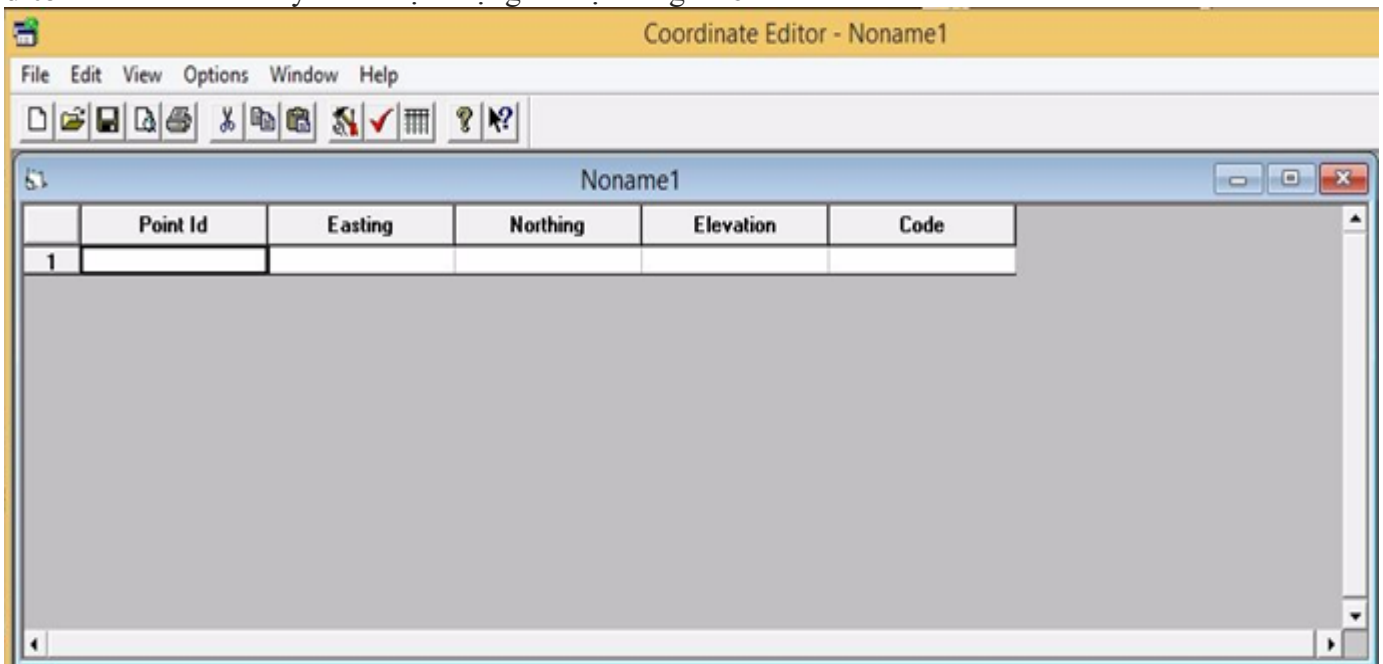 Coordinate Editor - Noname1
File Edit View Options Window Help
Noname1
Point Id Easting Northing Elevation Code
1